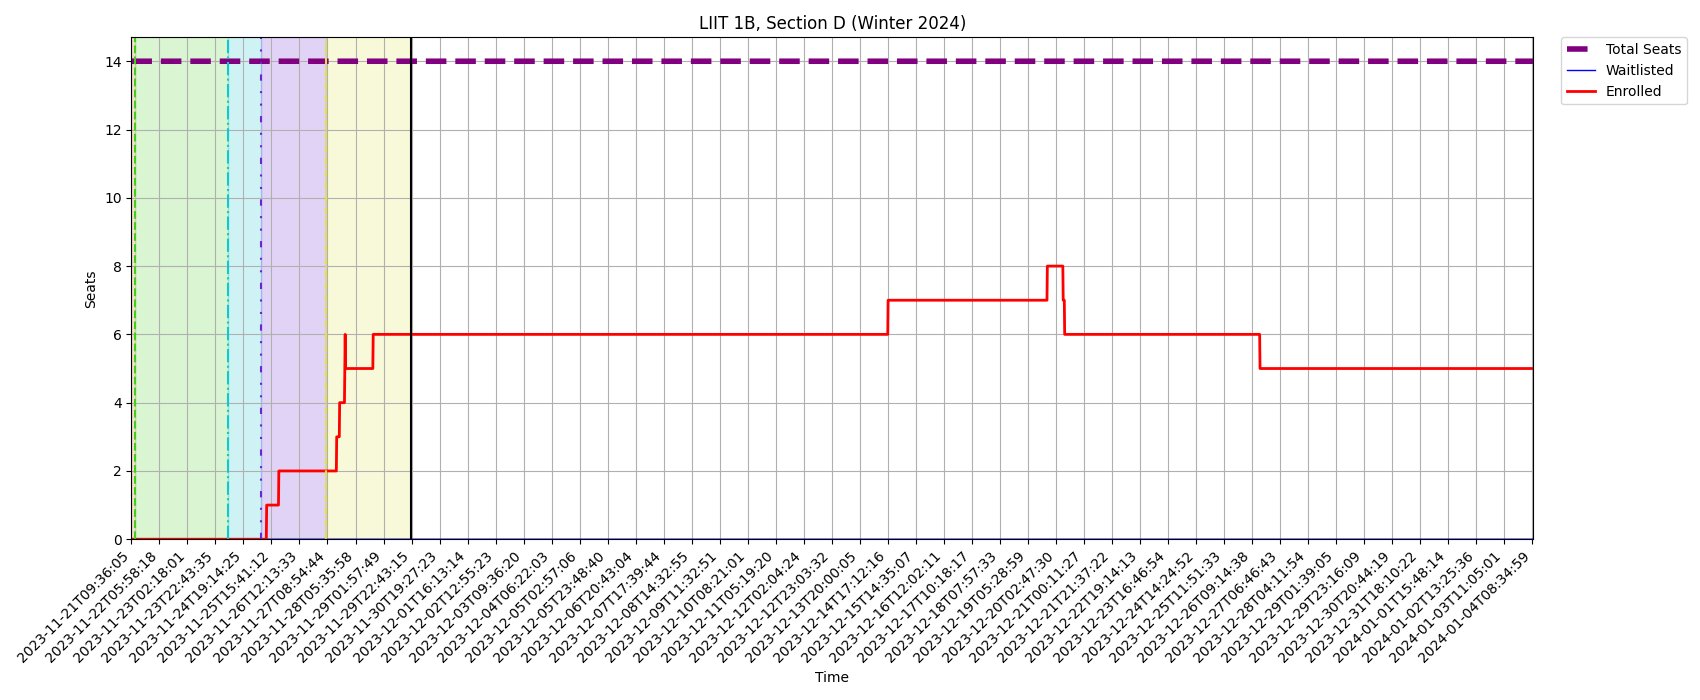 LIIT 1B, Section D (Winter 2024)
Total Seats
Waitlisted
Enrolled
14
12
10
8
6
4
2
0
Seats
2023-11-21T09:36:05
2023-11-22T05:58:18
2023-11-23T02:18:01
2023-11-23T22:43:35
2023-11-24T19:14:25
2023-11-25T15:41:12
2023-11-26T12:13:33
2023-11-27T08:54:44
2023-11-28T05:35:58
2023-11-29T01:57:49
2023-11-29T22:43:15
2023-11-30T19:27:23
2023-12-01T16:13:14
2023-12-02T12:55:23
2023-12-03T09:36:20
2023-12-04T06:22:03
2023-12-05T02:57:06
2023-12-05T23:48:40
2023-12-06T20:43:04
2023-12-07T17:39:44
2023-12-08T14:32:55
2023-12-09T11:32:51
2023-12-10T08:21:01
2023-12-11T05:19:20
2023-12-12T02:04:24
2023-12-12T23:03:32
2023-12-13T20:00:05
2023-12-14T17:12:16
2023-12-15T14:35:07
2023-12-16T12:02:11
2023-12-17T10:18:17
2023-12-18T07:57:33
2023-12-19T05:28:59
2023-12-20T02:47:30
2023-12-21T00:11:27
2023-12-21T21:37:22
2023-12-22T19:14:13
2023-12-23T16:46:54
2023-12-24T14:24:52
2023-12-25T11:51:33
2023-12-26T09:14:38
2023-12-27T06:46:43
2023-12-28T04:11:54
2023-12-29T01:39:05
2023-12-29T23:16:09
2023-12-30T20:44:19
2023-12-31T18:10:22
2024-01-01T15:48:14
2024-01-02T13:25:36
2024-01-03T11:05:01
2024-01-04T08:34:59
Time